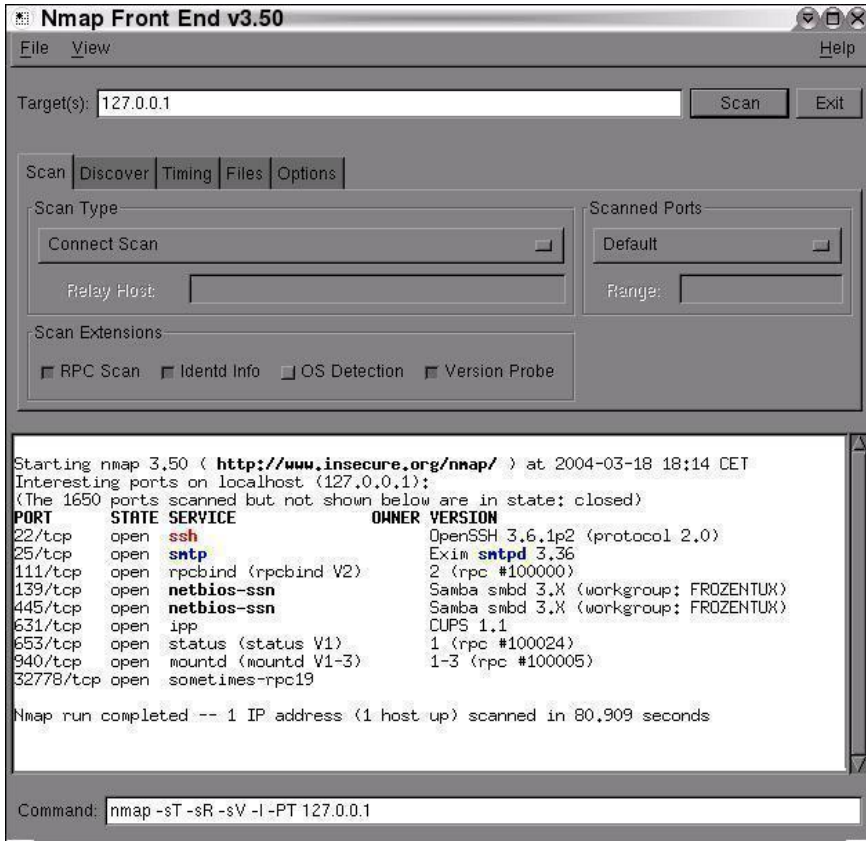 Nmap Front End v3.50
File View Help
Target(s): 127.0.0.1 Scan Exit
Scan Discover Timing Files Options
Scan Type Scanned Ports
Connect Scan Default
Relay Host: Range:
Scan Extensions
RPC Scan Identd Info OS Detection Version Probe
Starting nmap 3.50 ( http://www.insecure.org/nmap/ ) at 2004-03-18 18:14 CET
Interesting ports on localhost (127.0.0.1):
(The 1650 ports scanned but not shown below are in state: closed)
PORT STATE SERVICE OWNER VERSION
22/tcp open ssh OpenSSH 3.6.1p2 (protocol 2.0)
25/tcp open smtp Exim smtpd 3.36
111/tcp open rpcbind (rpcbind V2) 2 (rpc #100000)
139/tcp open netbios-ssn Samba smbd 3.X (workgroup: FROZENTUX)
445/tcp open netbios-ssn Samba smbd 3.X (workgroup: FROZENTUX)
631/tcp open ipp CUPS 1.1
653/tcp open status (status V1) 1 (rpc #100024)
940/tcp open mountd (mountd V1-3) 1-3 (rpc #100005)
32778/tcp open sometimes-rpc19
Nmap run completed -- 1 IP address (1 host up) scanned in 80.909 seconds
Command: nmap -sT -sR -sV -I -PT 127.0.0.1